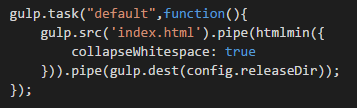 gulp.task("default",function(){
    gulp.src('index.html').pipe(htmlmin({
        collapseWhitespace: true
    })).pipe(gulp.dest(config.releaseDir));
});